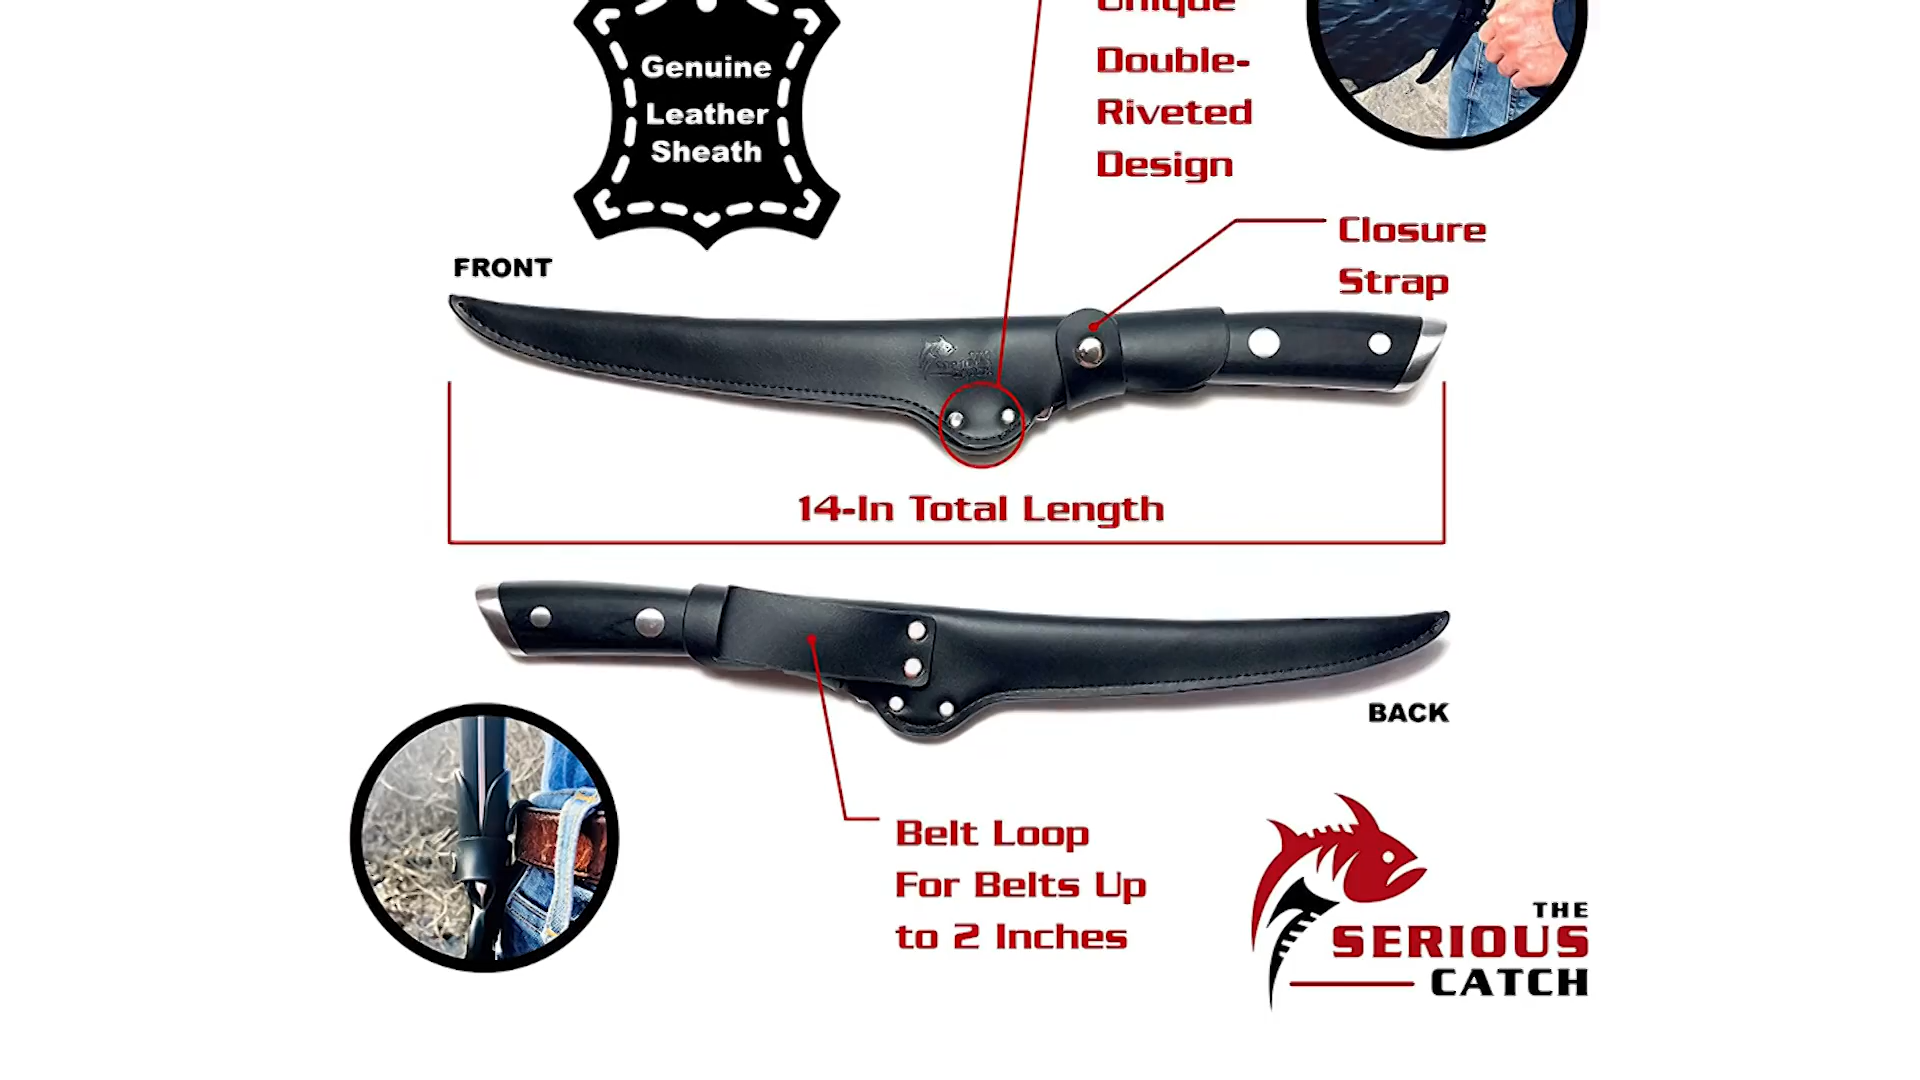 Unique
Double-
Riveted
Design
Genuine
Leather
Sheath
Closure
Strap
FRONT
14-In Total Length
BACK
Belt Loop
For Belts Up
to 2 Inches
THE
SERIOUS
CATCH